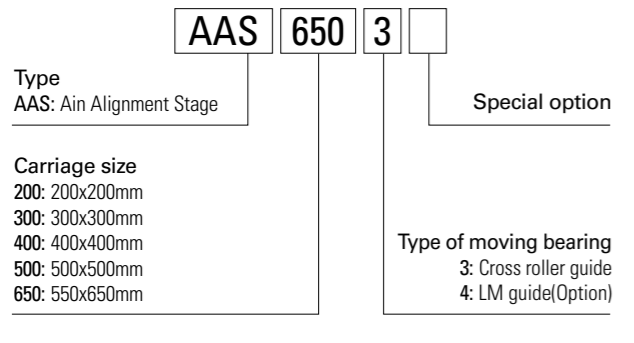 AAS 650 3
Type
AAS: Ain Alignment Stage
Special option
Carriage size
200: 200x200mm
300: 300x300mm
400: 400x400mm
500: 500x500mm
650: 550x650mm
Type of moving bearing
3: Cross roller guide
4: LM guide(Option)